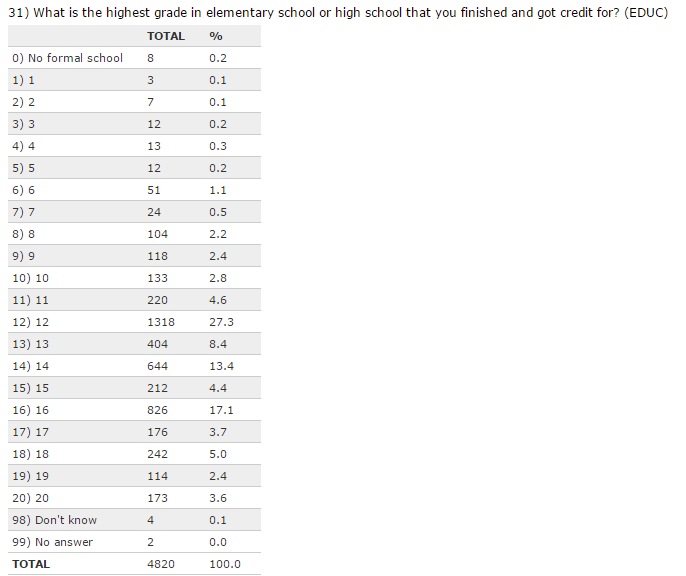 31) What is the highest grade in elementary school or high school that you finished and got credit for? (EDUC)
TOTAL %
0) No formal school 8 0.2
1) 1 3 0.1
2) 2 7 0.1
3) 3 12 0.2
4) 4 13 0.3
5) 5 12 0.2
6) 6 51 1.1
7) 7 24 0.5
8) 8 104 2.2
9) 9 118 2.4
10) 10 133 2.8
11) 11 220 4.6
12) 12 1318 27.3
13) 13 404 8.4
14) 14 644 13.4
15) 15 212 4.4
16) 16 826 17.1
17) 17 176 3.7
18) 18 242 5.0
19) 19 114 2.4
20) 20 173 3.6
98) Don't know 4 0.1
99) No answer 2 0.0
TOTAL 4820 100.0